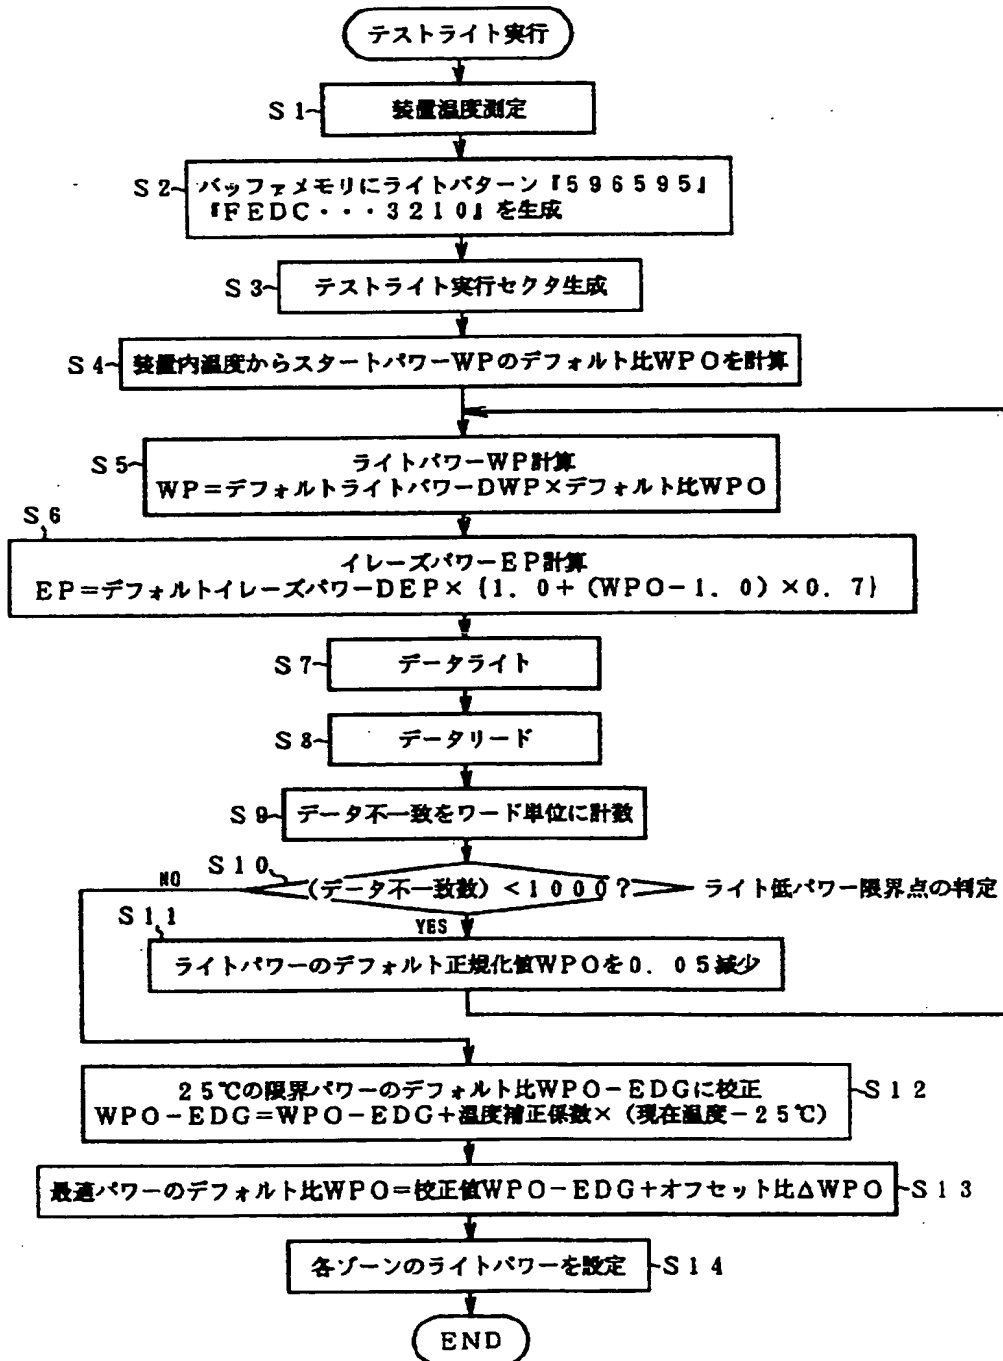 テストライト実行
S1
装置温度測定
S2
バッファメモリにライトパターン『596595』
『FEDC・・・3210』を生成
S3
テストライト実行セクタ生成
S4
装置内温度からスタートパワーWPのデフォルト比WPOを計算
S5
ライトパワーWP計算
WP=デフォルトライトパワーDWP×デフォルト比WPO
S6
イレーズパワーEP計算
EP=デフォルトイレーズパワーDEP×{1.0+(WPO-1.0)×0.7}
S7
データライト
S8
データリード
S9
データ不一致をワード単位に計数
S10
NO
(データ不一致数)<1000?
ライト低パワー限界点の判定
YES
S11
ライトパワーのデフォルト正規化値WPOを0.05減少
25℃の限界パワーのデフォルト比WPO-EDGに校正
WPO-EDG=WPO-EDG+温度補正係数×(現在温度-25℃)
S12
最適パワーのデフォルト比WPO=校正値WPO-EDG+オフセット比ΔWPO
S13
各ゾーンのライトパワーを設定
S14
END